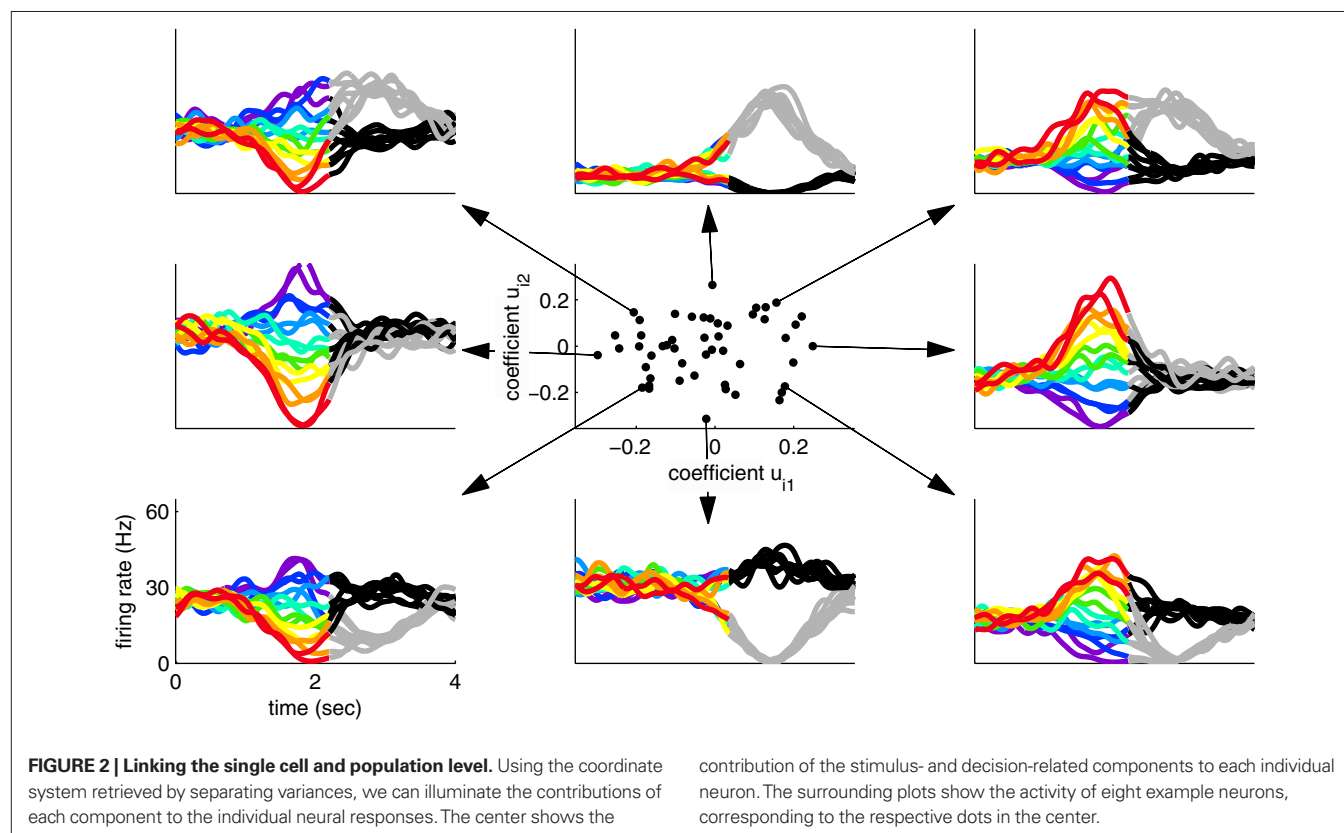 coefficient u_i2
0.2
0
−0.2
−0.2
0
0.2
coefficient u_i1
firing rate (Hz)
60
30
0
0
2
4
time (sec)
FIGURE 2 | Linking the single cell and population level. Using the coordinate
system retrieved by separating variances, we can illuminate the contributions of
each component to the individual neural responses. The center shows the
contribution of the stimulus- and decision-related components to each individual
neuron. The surrounding plots show the activity of eight example neurons,
corresponding to the respective dots in the center.